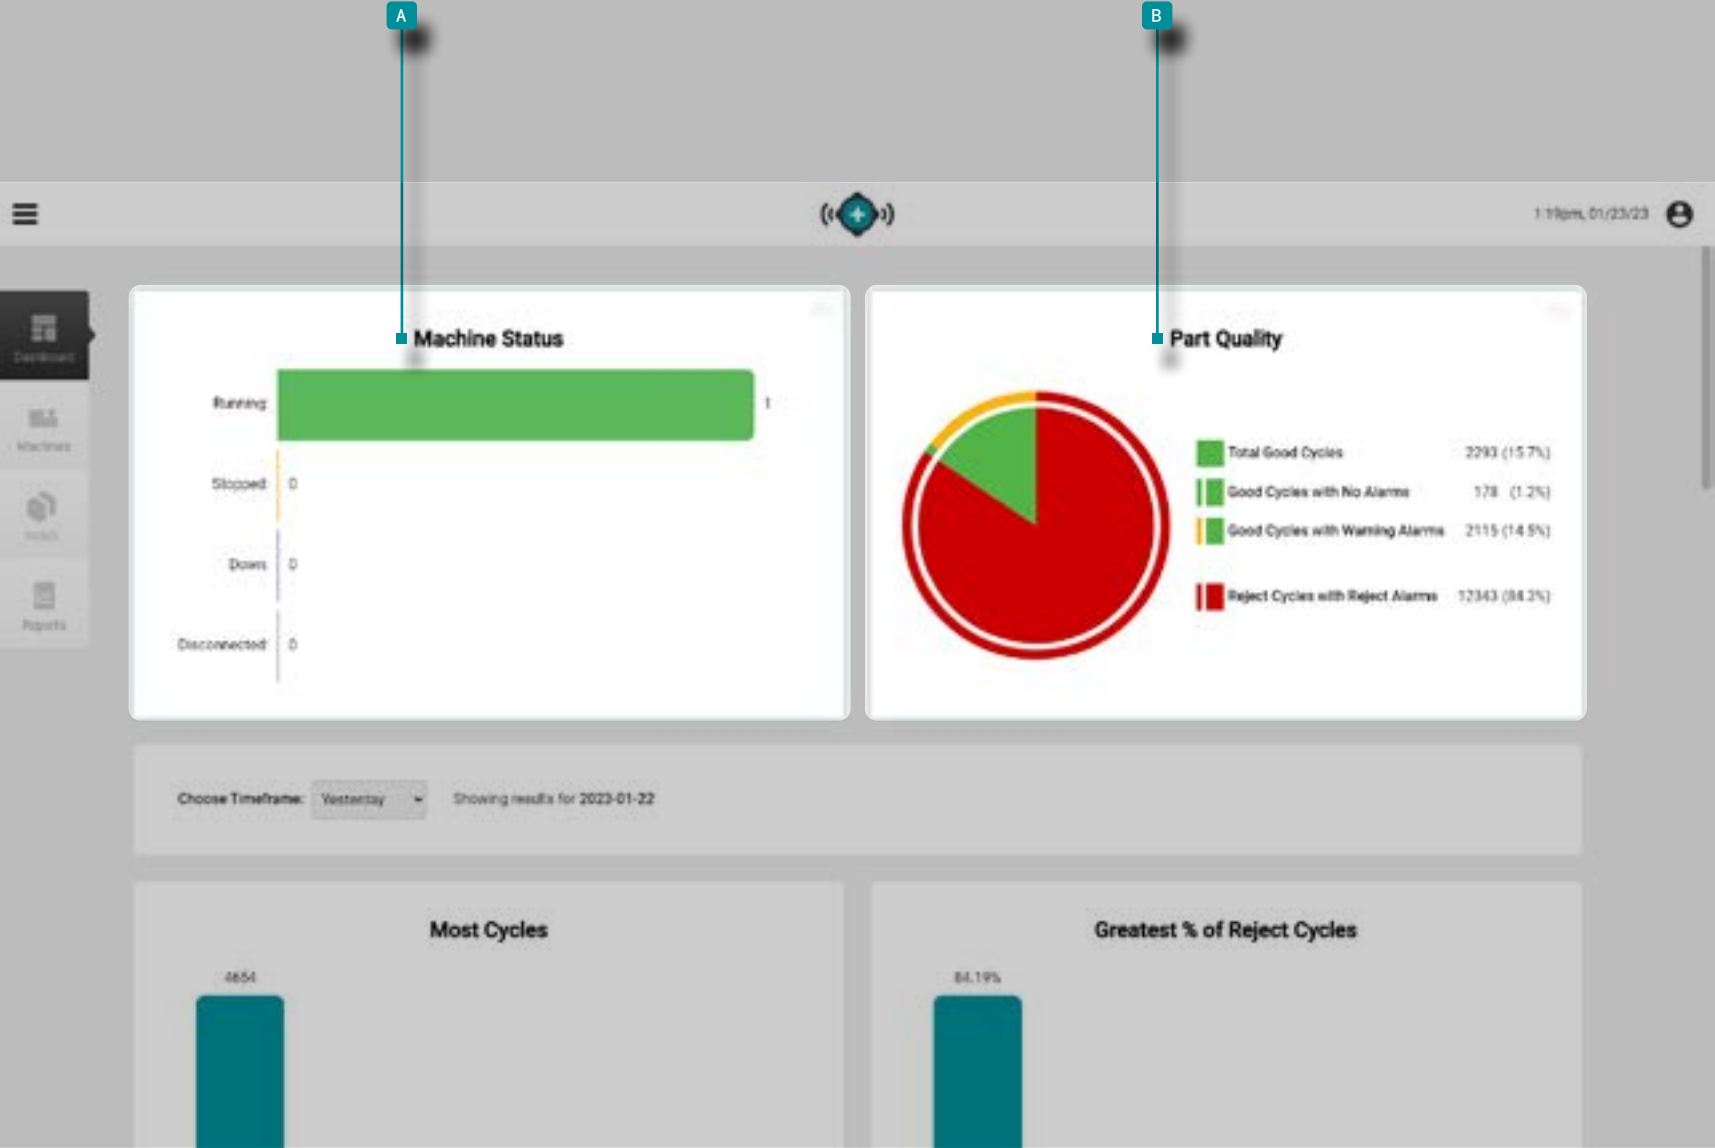 A
B
1:19pm, 01/23/23
Dashboard
Machines
Reports
Machine Status
Running 1
Stopped 0
Down 0
Disconnected 0
Part Quality
Total Good Cycles 2293 (15.7%)
Good Cycles with No Alarms 178 (1.2%)
Good Cycles with Warning Alarms 2115 (14.5%)
Reject Cycles with Reject Alarms 12343 (84.3%)
Choose Timeframe: Yesterday Showing results for 2023-01-22
Most Cycles
4654
Greatest % of Reject Cycles
84.19%